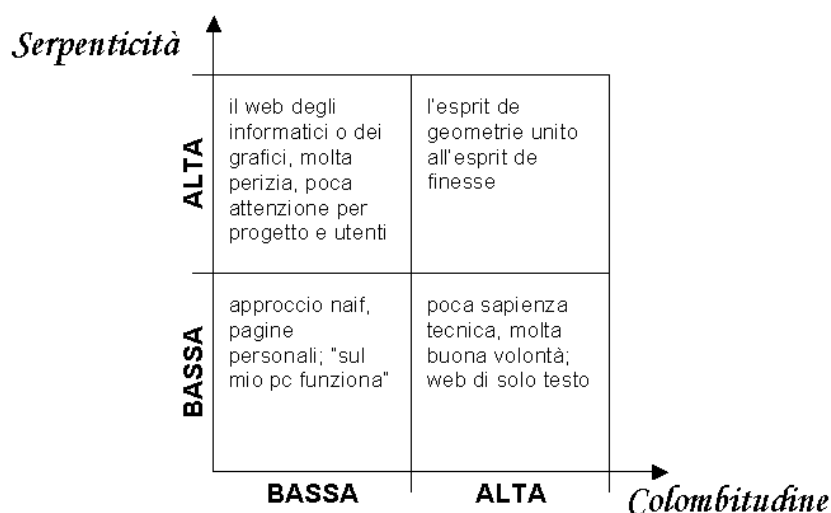 Serpenticità
ALTA
il web degli
informatici o dei
grafici, molta
perizia, poca
attenzione per
progetto e utenti
l'esprit de
geometrie unito
all'esprit de
finesse
BASSA
approccio naif,
pagine
personali; "sul
mio pc funziona"
poca sapienza
tecnica, molta
buona volontà;
web di solo testo
BASSA
ALTA
Colombitudine